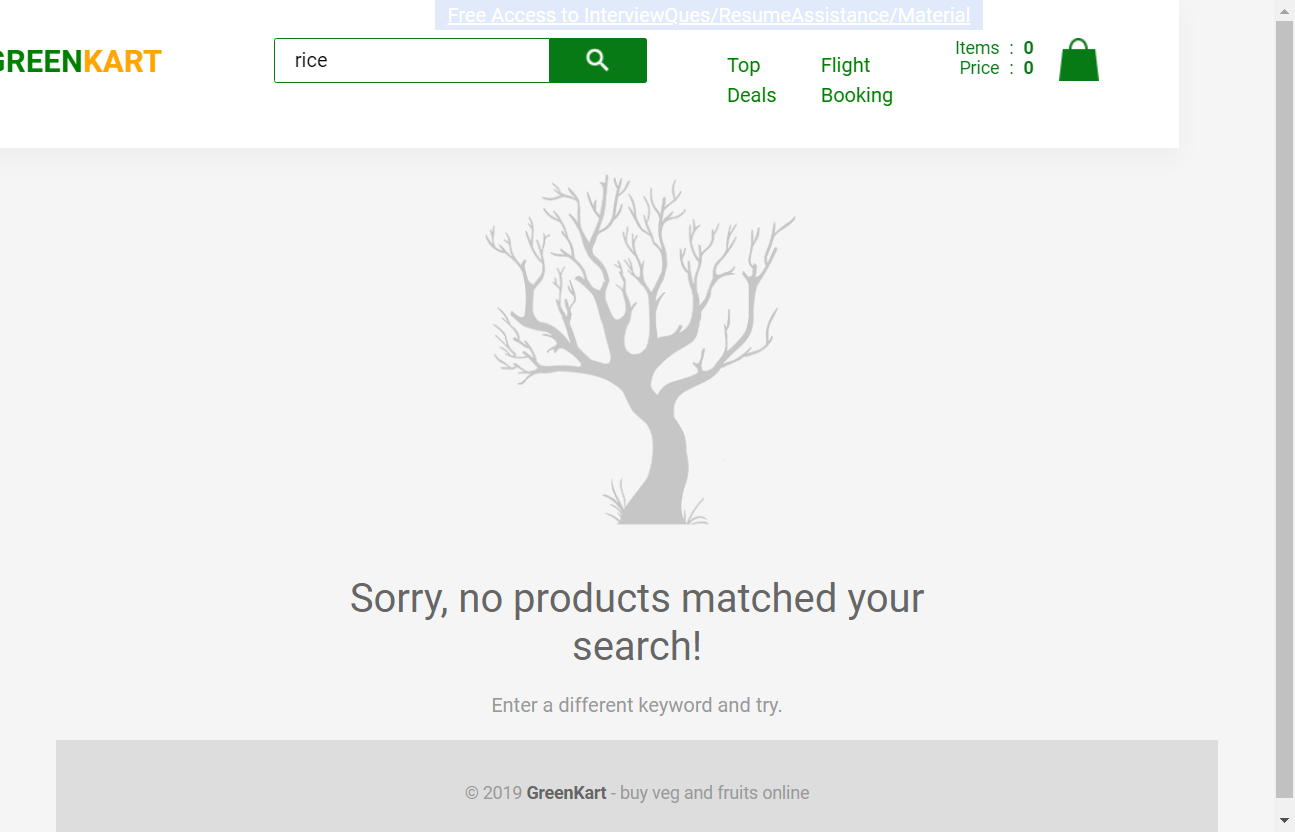 Free Access to InterviewQues/ResumeAssistance/Material
GREENKART
rice
Top
Deals
Flight
Booking
Items : 0
Price : 0
Sorry, no products matched your
search!
Enter a different keyword and try.
© 2019 GreenKart - buy veg and fruits online